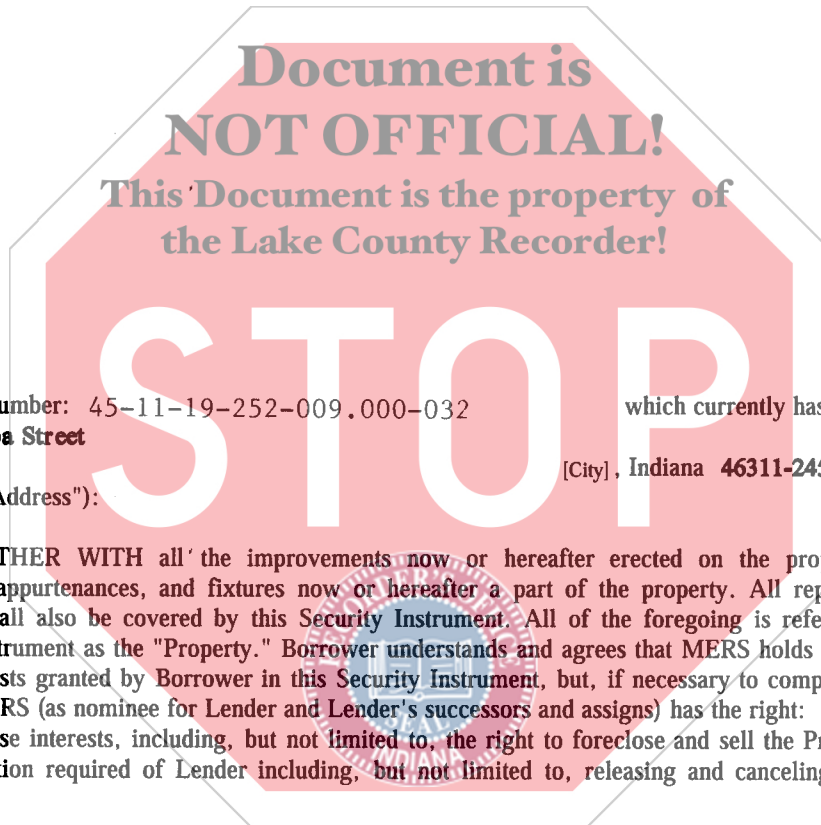 Document is
NOT OFFICIAL!
This Document is the property of
the Lake County Recorder!
STOP
umber: 45-11-19-252-009.000-032 which currently has
a Street
[City], Indiana 46311-245
Address"):
THER WITH all the improvements now or hereafter erected on the pro
appurtenances, and fixtures now or hereafter a part of the property. All rep
all also be covered by this Security Instrument. All of the foregoing is refe
trument as the "Property." Borrower understands and agrees that MERS holds
sts granted by Borrower in this Security Instrument, but, if necessary to comp
RS (as nominee for Lender and Lender's successors and assigns) has the right:
se interests, including, but not limited to, the right to foreclose and sell the Pr
tion required of Lender including, but not limited to, releasing and canceling
RECORDER'S OFFICE
SEAL
INDIANA